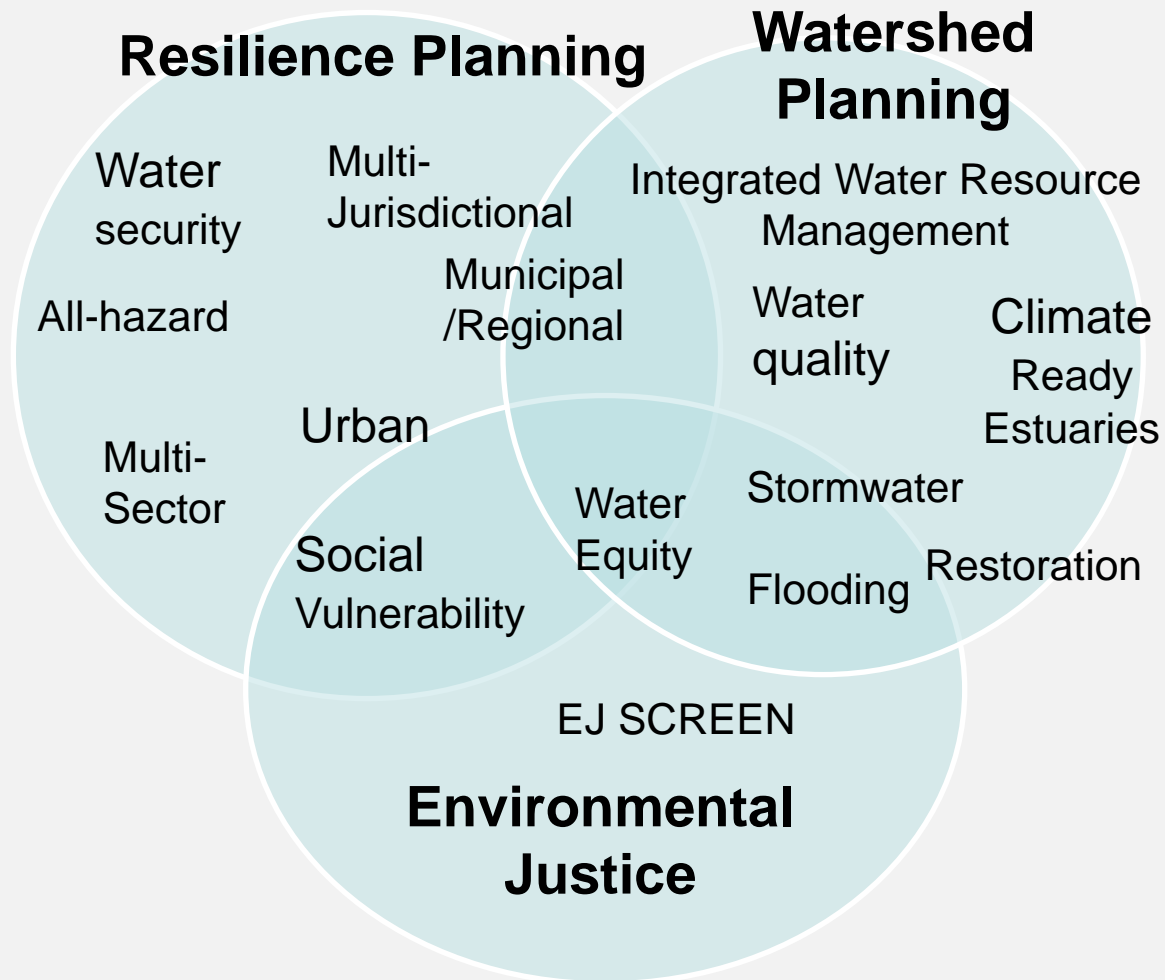 Resilience Planning
Watershed
Planning
Water
security
Multi-
Jurisdictional
Municipal
/Regional
All-hazard
Urban
Multi-
Sector
Social
Vulnerability
Integrated Water Resource
Management
Water
quality
Climate
Ready
Estuaries
Stormwater
Water
Equity
Flooding
Restoration
EJ SCREEN
Environmental
Justice